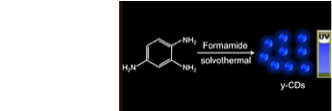 NH₂
Formamide
UV
solvothermal
H₂N
NH₂
y-CDs